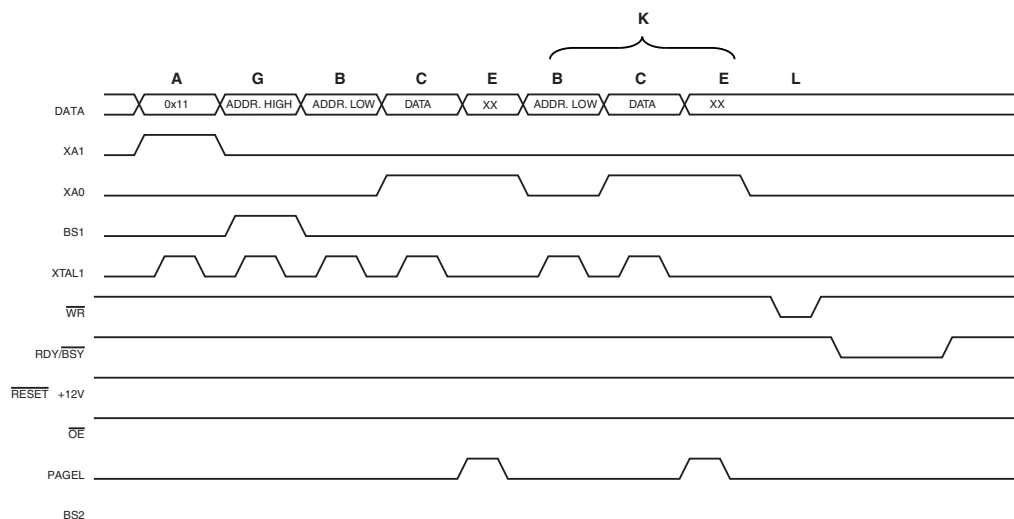 K
A G B C E B C E L
DATA 0x11 ADDR. HIGH ADDR. LOW DATA XX ADDR. LOW DATA XX
XA1
XA0
BS1
XTAL1
WR
RDY/BSY
RESET +12V
OE
PAGEL
BS2